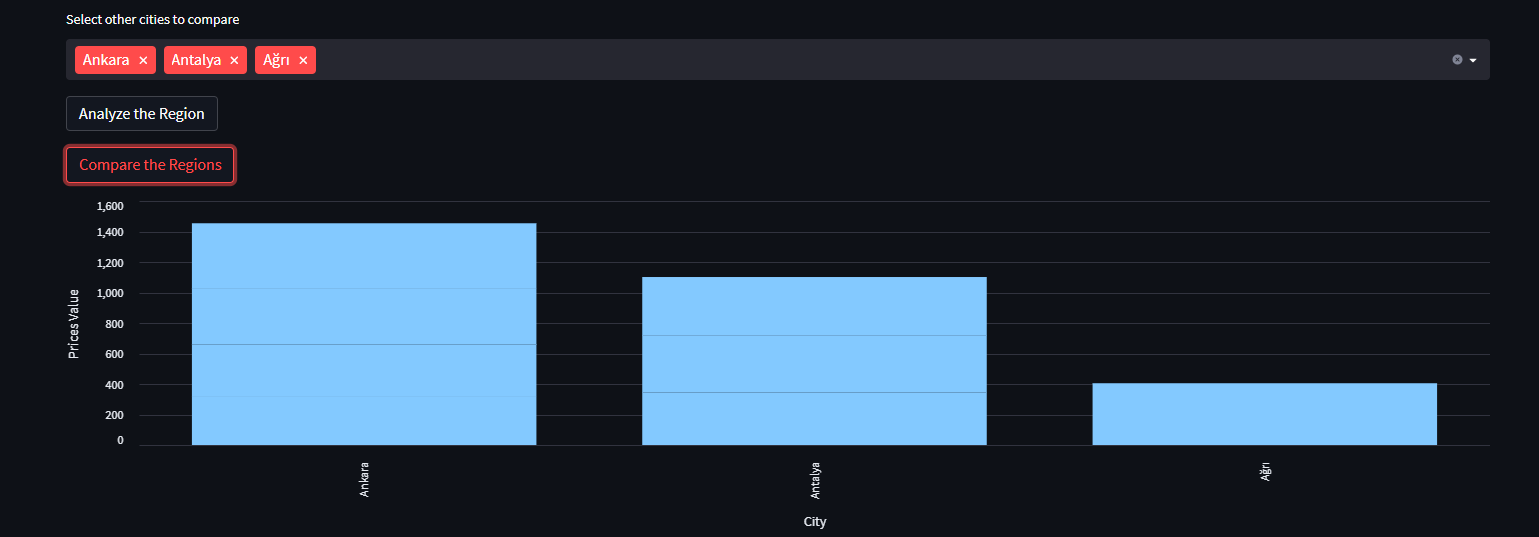 Select other cities to compare
Ankara × Antalya × Ağrı ×
Analyze the Region
Compare the Regions
1,600
1,400
1,200
1,000
800
600
400
200
0
Prices Value
Ankara
Antalya
Ağrı
City